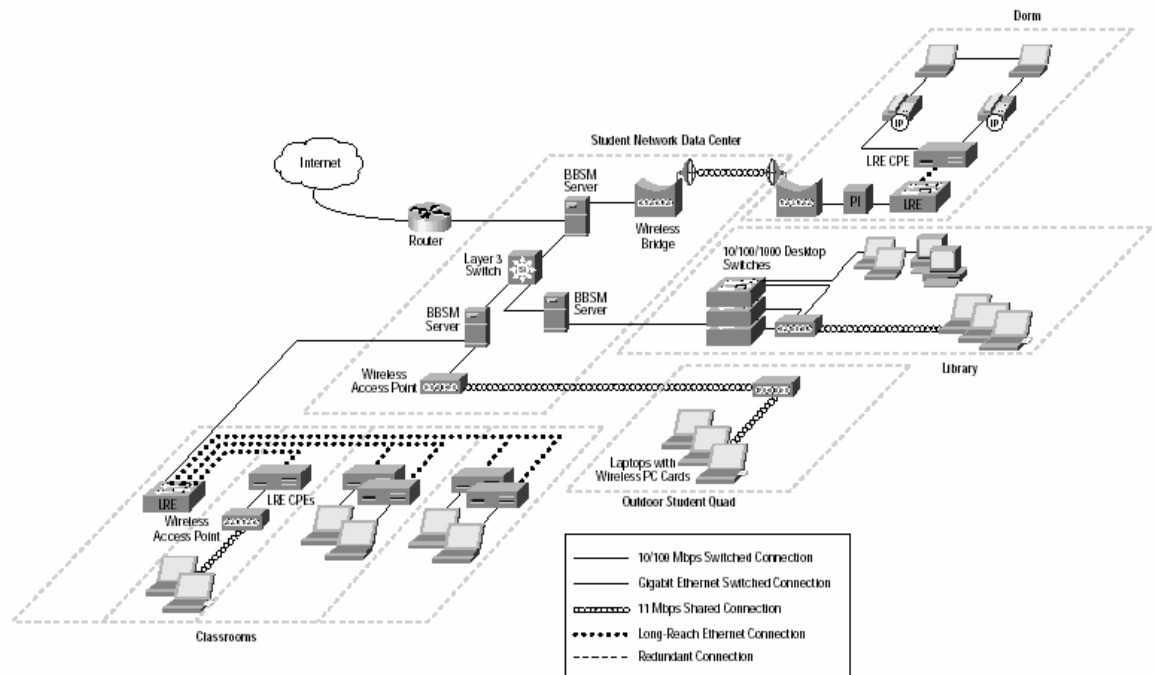 Dorm
IP
IP
Student Network Data Center
Internet
BBSM
Server
LRE CPE
PI
LRE
Router
Wireless
Bridge
Layer 3
Switch
10/100/1000 Desktop
Switches
BBSM
Server
BBSM
Server
Wireless
Access Point
Library
Laptops with
Wireless PC Cards
Outdoor Student Quad
LRE
LRE CPEs
Wireless
Access Point
Classrooms
10/100 Mbps Switched Connection
Gigabit Ethernet Switched Connection
11 Mbps Shared Connection
Long-Reach Ethernet Connection
Redundant Connection